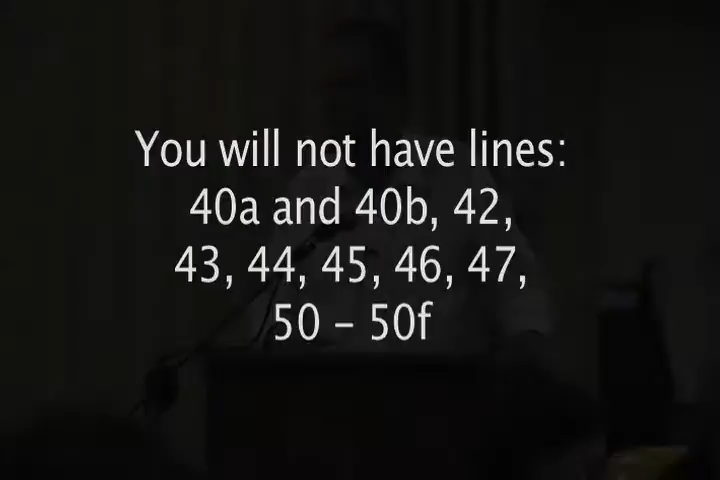 You will not have lines:
40a and 40b, 42,
43, 44, 45, 46, 47,
50 – 50f